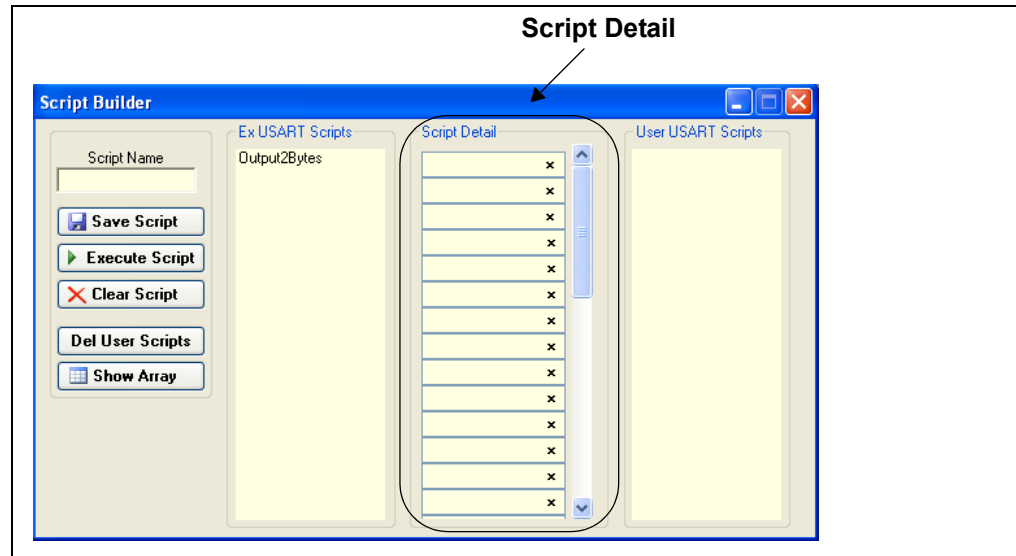 Script Detail
Script Builder
Script Name
Save Script
Execute Script
Clear Script
Del User Scripts
Show Array
Ex USART Scripts
Output2Bytes
Script Detail
x
x
x
x
x
x
x
x
x
x
x
x
x
x
User USART Scripts